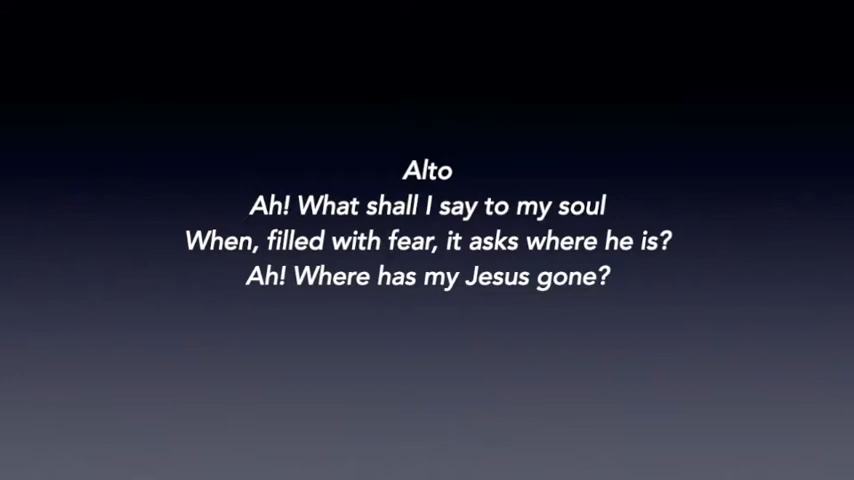 Alto
Ah! What shall I say to my soul
When, filled with fear, it asks where he is?
Ah! Where has my Jesus gone?